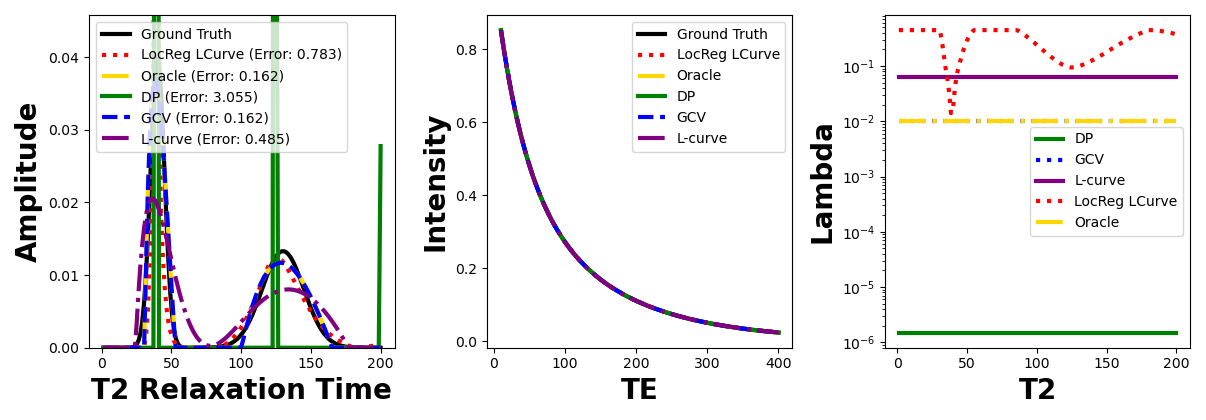 Amplitude
0.04
0.03
0.02
0.01
0.00
Ground Truth
LocReg LCurve (Error: 0.783)
Oracle (Error: 0.162)
DP (Error: 3.055)
GCV (Error: 0.162)
L-curve (Error: 0.485)
0 50 100 150 200
T2 Relaxation Time
Intensity
0.8
0.6
0.4
0.2
0.0
Ground Truth
LocReg LCurve
Oracle
DP
GCV
L-curve
0 100 200 300 400
TE
Lambda
10⁻¹
10⁻²
10⁻³
10⁻⁴
10⁻⁵
10⁻⁶
DP
GCV
L-curve
LocReg LCurve
Oracle
0 50 100 150 200
T2